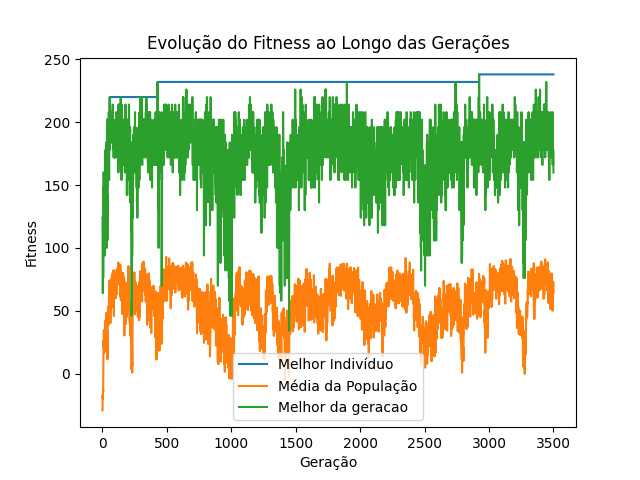 Evolução do Fitness ao Longo das Gerações
250
200
150
100
50
0
Fitness
Melhor Indivíduo
Média da População
Melhor da geracao
0 500 1000 1500 2000 2500 3000 3500
Geração